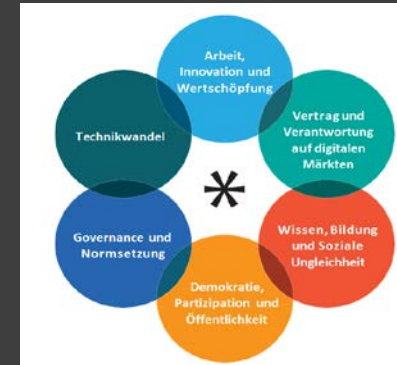 Arbeit,
Innovation und
Wertschöpfung
Vertrag und
Verantwortung
auf digitalen
Märkten
Wissen, Bildung
und Soziale
Ungleichheit
Demokratie,
Partizipation und
Öffentlichkeit
Governance und
Normsetzung
Technikwandel
*